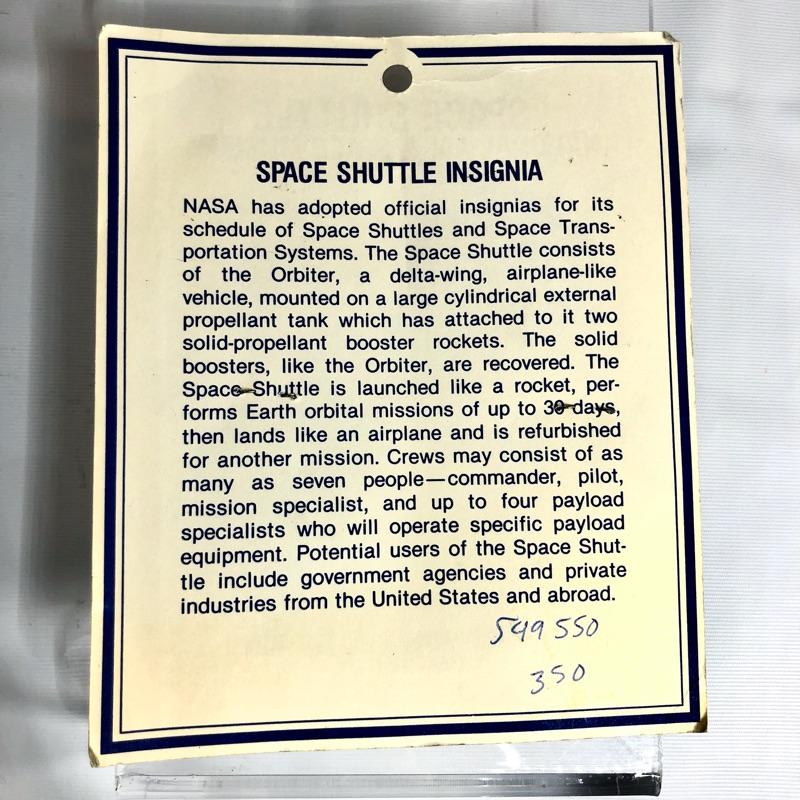 SPACE SHUTTLE INSIGNIA
NASA has adopted official insignias for its
schedule of Space Shuttles and Space Trans-
portation Systems. The Space Shuttle consists
of the Orbiter, a delta-wing, airplane-like
vehicle, mounted on a large cylindrical external
propellant tank which has attached to it two
solid-propellant booster rockets. The solid
boosters, like the Orbiter, are recovered. The
Space Shuttle is launched like a rocket, per-
forms Earth orbital missions of up to 30 days,
then lands like an airplane and is refurbished
for another mission. Crews may consist of as
many as seven people—commander, pilot,
mission specialist, and up to four payload
specialists who will operate specific payload
equipment. Potential users of the Space Shut-
tle include government agencies and private
industries from the United States and abroad.
549 550
350